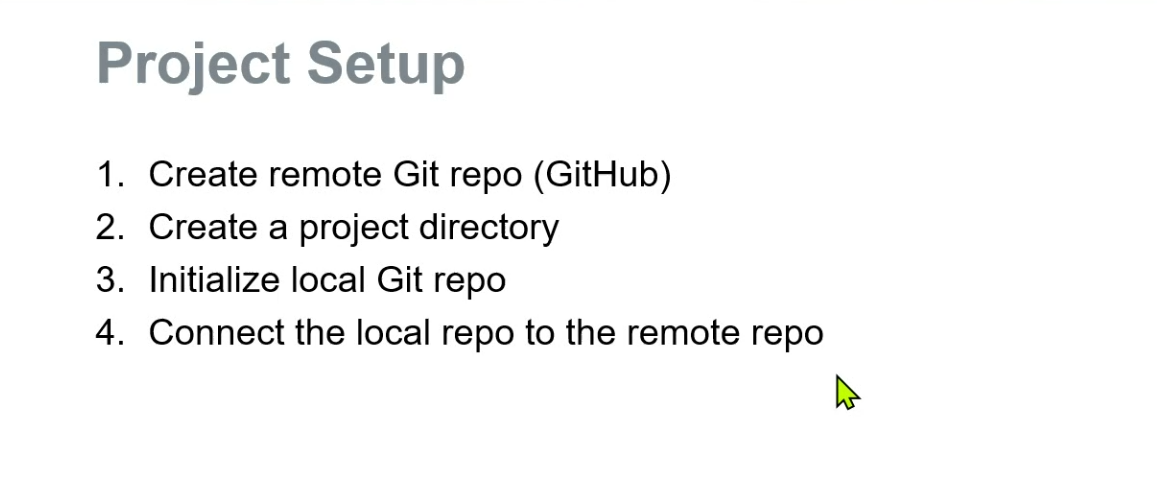 Project Setup
1. Create remote Git repo (GitHub)
2. Create a project directory
3. Initialize local Git repo
4. Connect the local repo to the remote repo